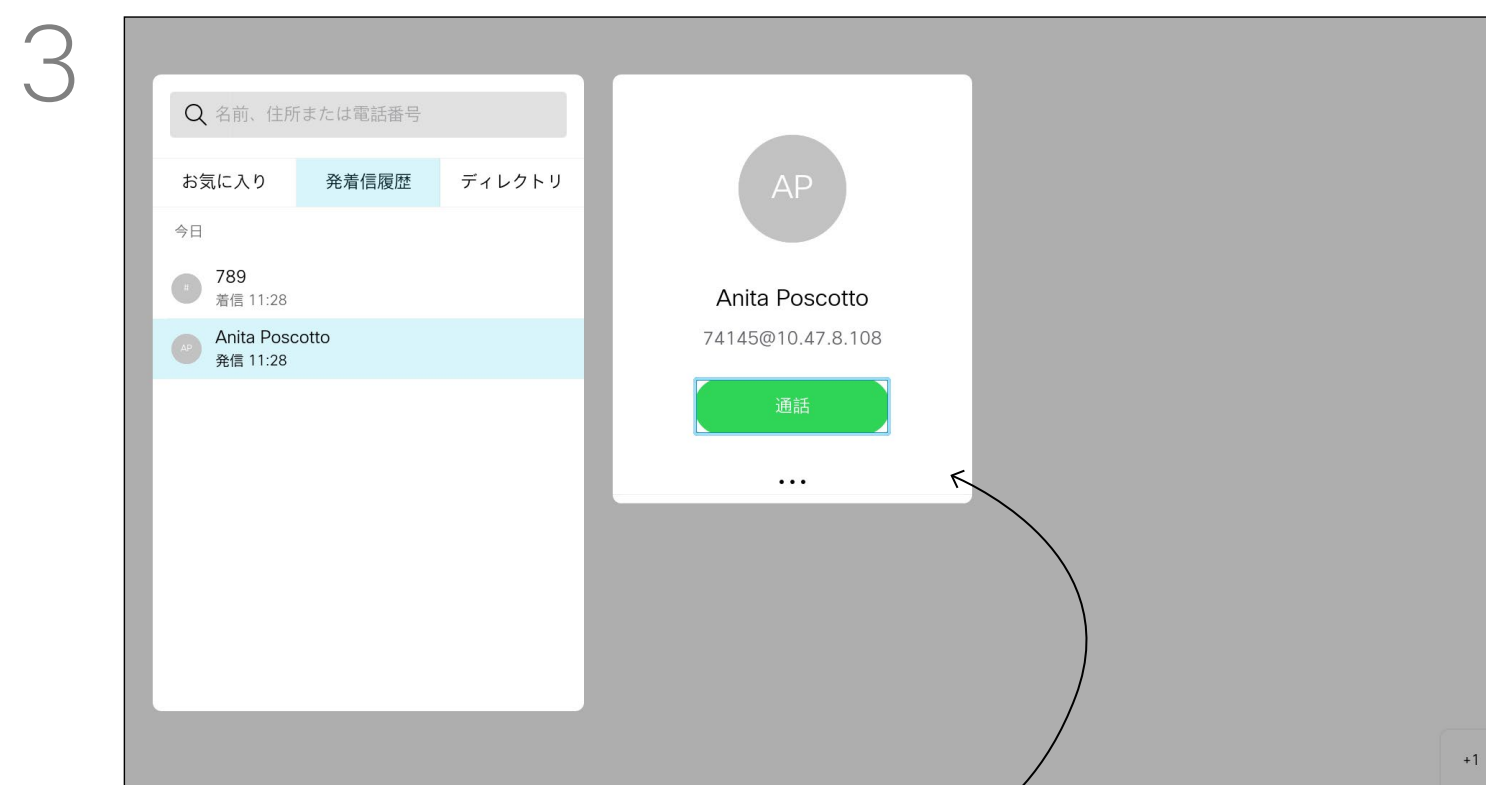 3
名前、住所または電話番号
お気に入り 発着信履歴 ディレクトリ
今日
#
789
着信 11:28
AP
Anita Poscotto
発信 11:28
AP
Anita Poscotto
74145@10.47.8.108
通話
...
+1